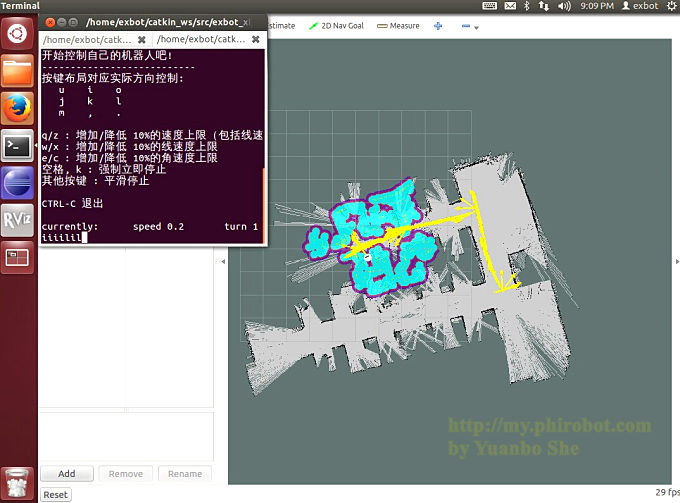 Terminal
9:09 PM
exbot
/home/exbot/catkin_ws/src/exbot_xi
/home/exbot/catk… /home/exbot/catk…
stimate
2D Nav Goal
Measure
开始控制自己的机器人吧!
---------------------------
按键布局对应实际方向控制:
u i o
j k l
m , .
q/z : 增加/降低 10%的速度上限 (包括线速
w/x : 增加/降低 10%的线速度上限
e/c : 增加/降低 10%的角速度上限
空格, k : 强制立即停止
其他按键 : 平滑停止
CTRL-C 退出
currently: speed 0.2 turn 1
iiiilil
RViz
http://my.phirobot.com
by Yuanbo She
Add
Remove
Rename
Reset
29 fps